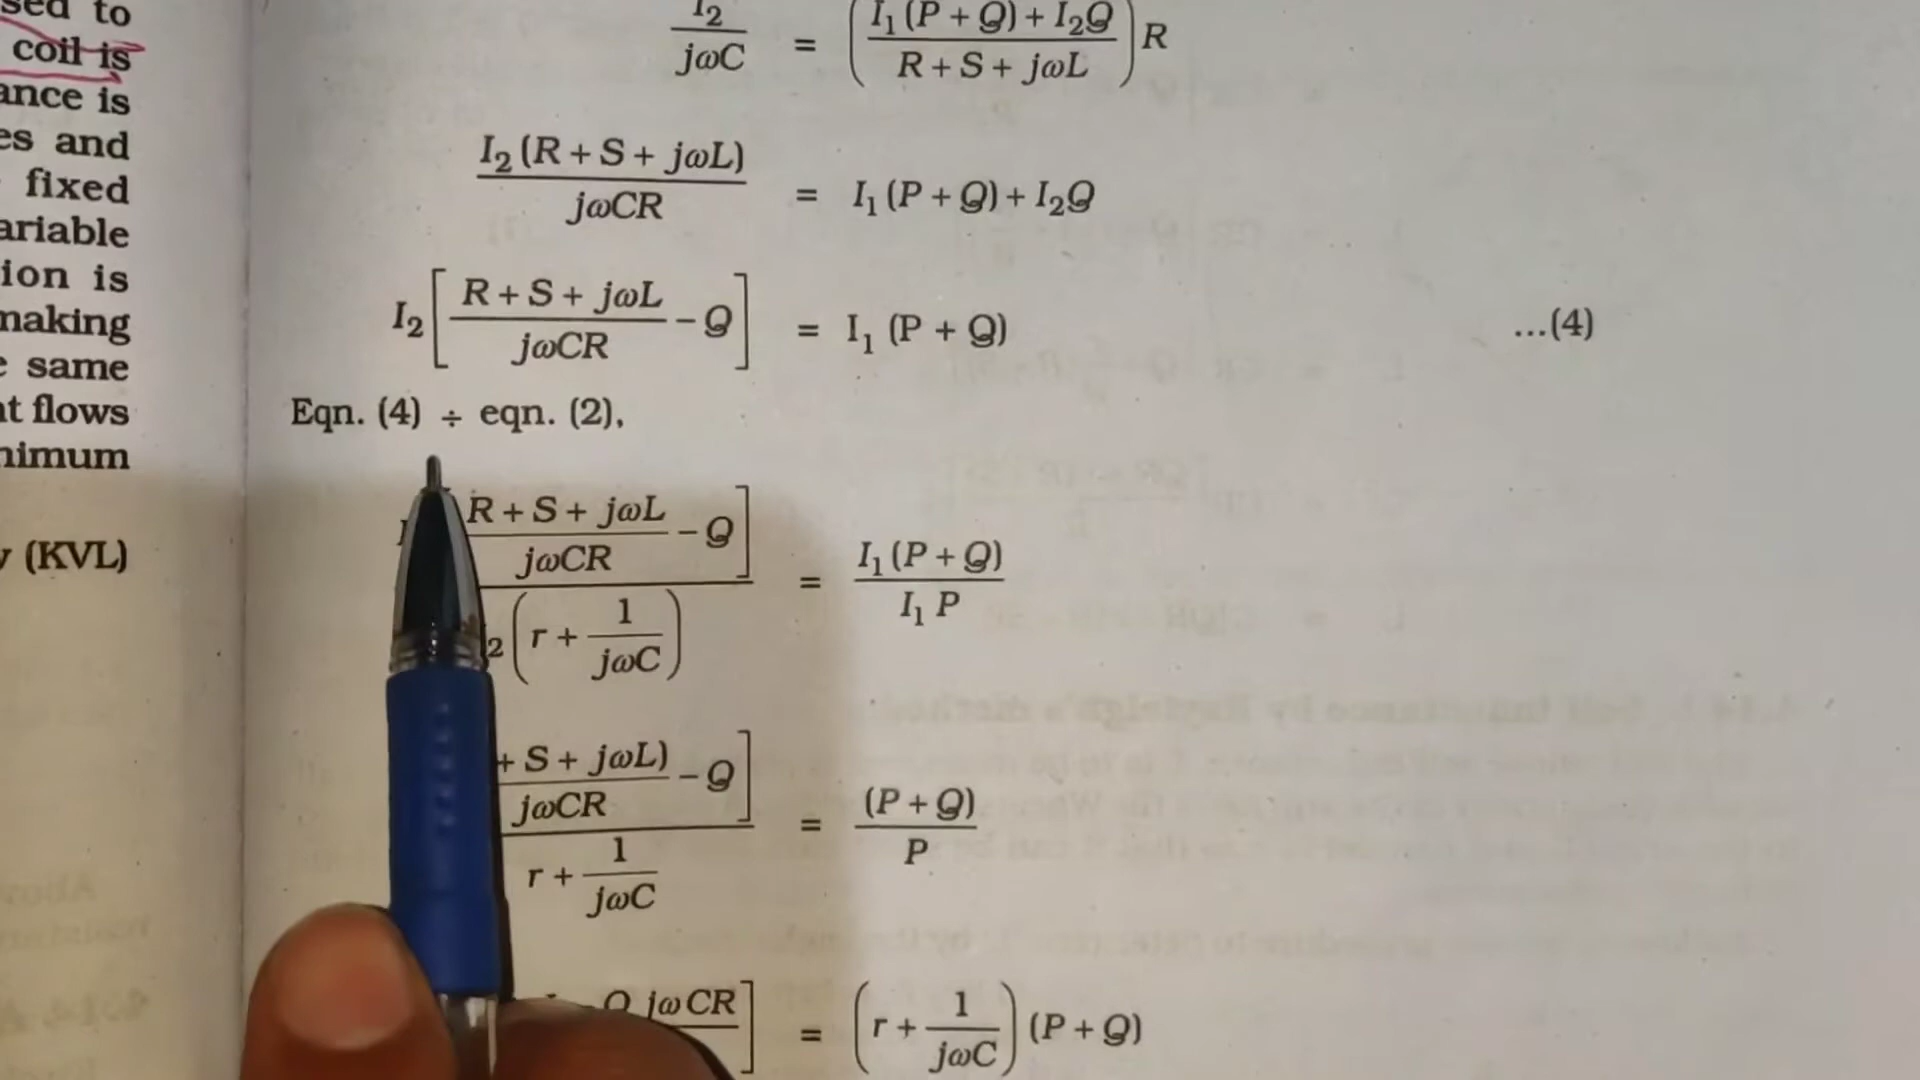 sed to
coil is
ance is
es and
fixed
ariable
ion is
making
same
t flows
nimum
(KVL)
I₂ / jωC = ( I₁ (P + Q) + I₂Q / R + S + jωL ) R
I₂ (R + S + jωL) / jωCR = I₁ (P + Q) + I₂Q
I₂ [ R + S + jωL / jωCR − Q ] = I₁ (P + Q) ...(4)
Eqn. (4) ÷ eqn. (2),
R + S + jωL / jωCR − Q ] / ₂ ( r + 1 / jωC ) = I₁ (P + Q) / I₁ P
+ S + jωL) / jωCR − Q ] / r + 1 / jωC = (P + Q) / P
Q jωCR ] = ( r + 1 / jωC ) (P + Q)